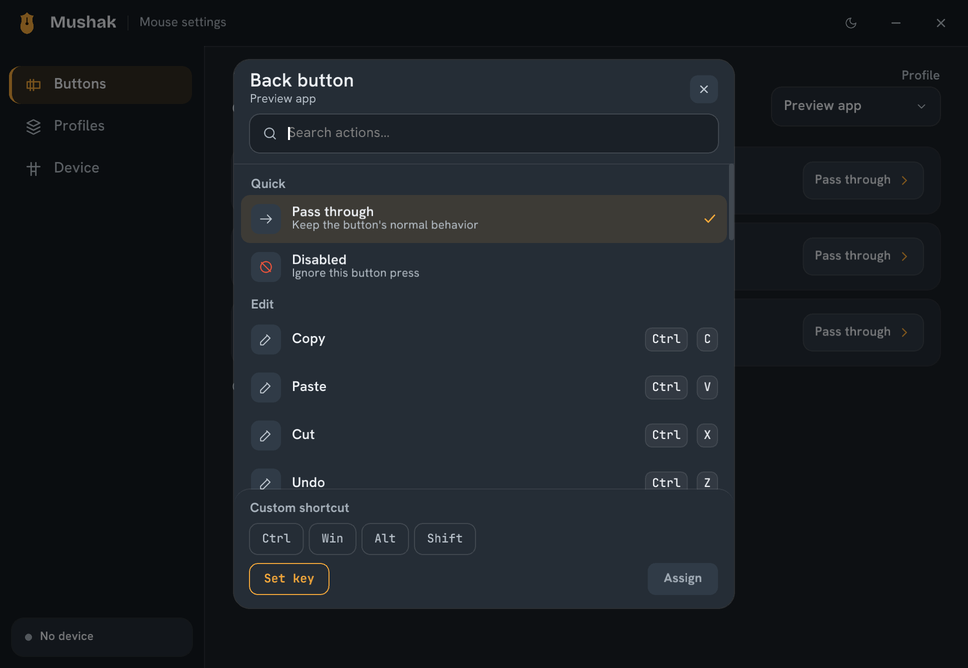 Mushak
Mouse settings
Buttons
Profiles
Device
No device
Profile
Preview app
Pass through
Pass through
Pass through
Back button
Preview app
Search actions...
Quick
Pass through
Keep the button's normal behavior
Disabled
Ignore this button press
Edit
Copy Ctrl C
Paste Ctrl V
Cut Ctrl X
Undo Ctrl Z
Custom shortcut
Ctrl Win Alt Shift
Set key
Assign